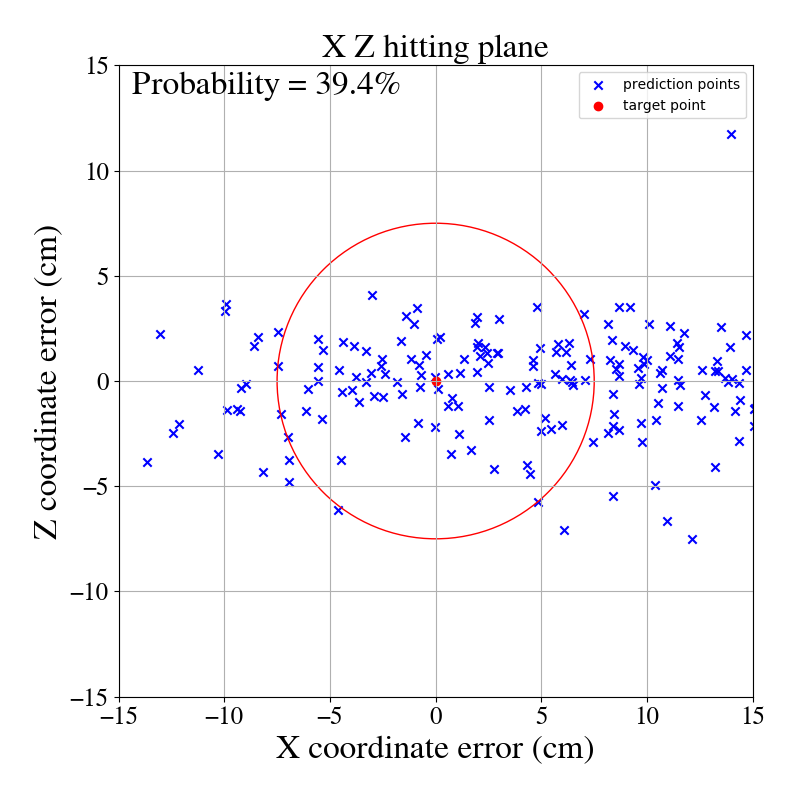 X Z hitting plane
Probability = 39.4%
prediction points
target point
15
10
5
0
−5
−10
−15
Z coordinate error (cm)
−15 −10 −5 0 5 10 15
X coordinate error (cm)